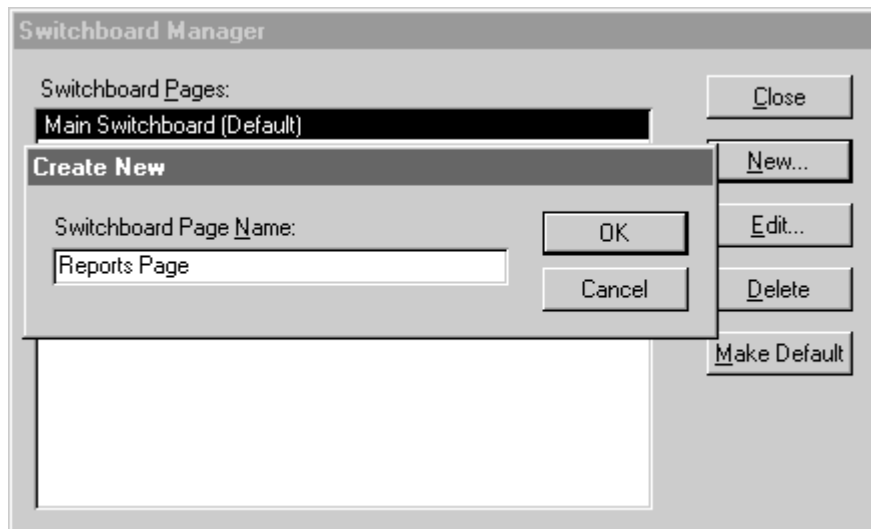 Switchboard Manager
Switchboard Pages:
Main Switchboard (Default)
Close
New...
Edit...
Delete
Make Default
Create New
Switchboard Page Name:
Reports Page
OK
Cancel